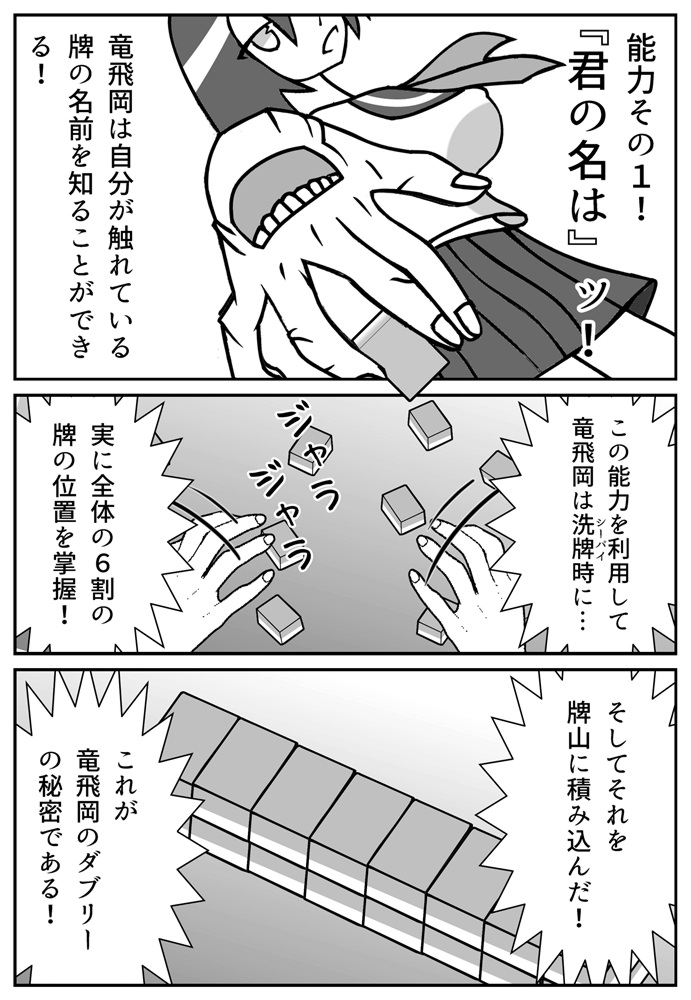 能力その１！
『君の名は』ッ！
竜飛岡は自分が触れている
牌の名前を知ることができ
る！
この能力を利用して
竜飛岡は洗牌時に…
シーパイ
ジャラ
ジャラ
実に全体の６割の
牌の位置を掌握！
そしてそれを
牌山に積み込んだ！
これが
竜飛岡のダブリー
の秘密である！